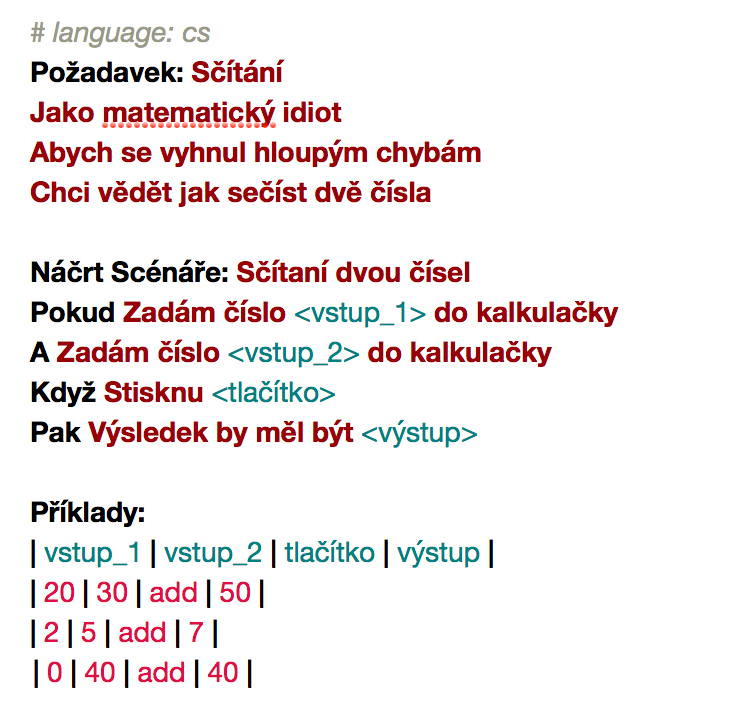 # language: cs
Požadavek: Sčítání
Jako matematický idiot
Abych se vyhnul hloupým chybám
Chci vědět jak sečíst dvě čísla
Náčrt Scénáře: Sčítaní dvou čísel
Pokud Zadám číslo <vstup_1> do kalkulačky
A Zadám číslo <vstup_2> do kalkulačky
Když Stisknu <tlačítko>
Pak Výsledek by měl být <výstup>
Příklady:
| vstup_1 | vstup_2 | tlačítko | výstup |
| 20 | 30 | add | 50 |
| 2 | 5 | add | 7 |
| 0 | 40 | add | 40 |